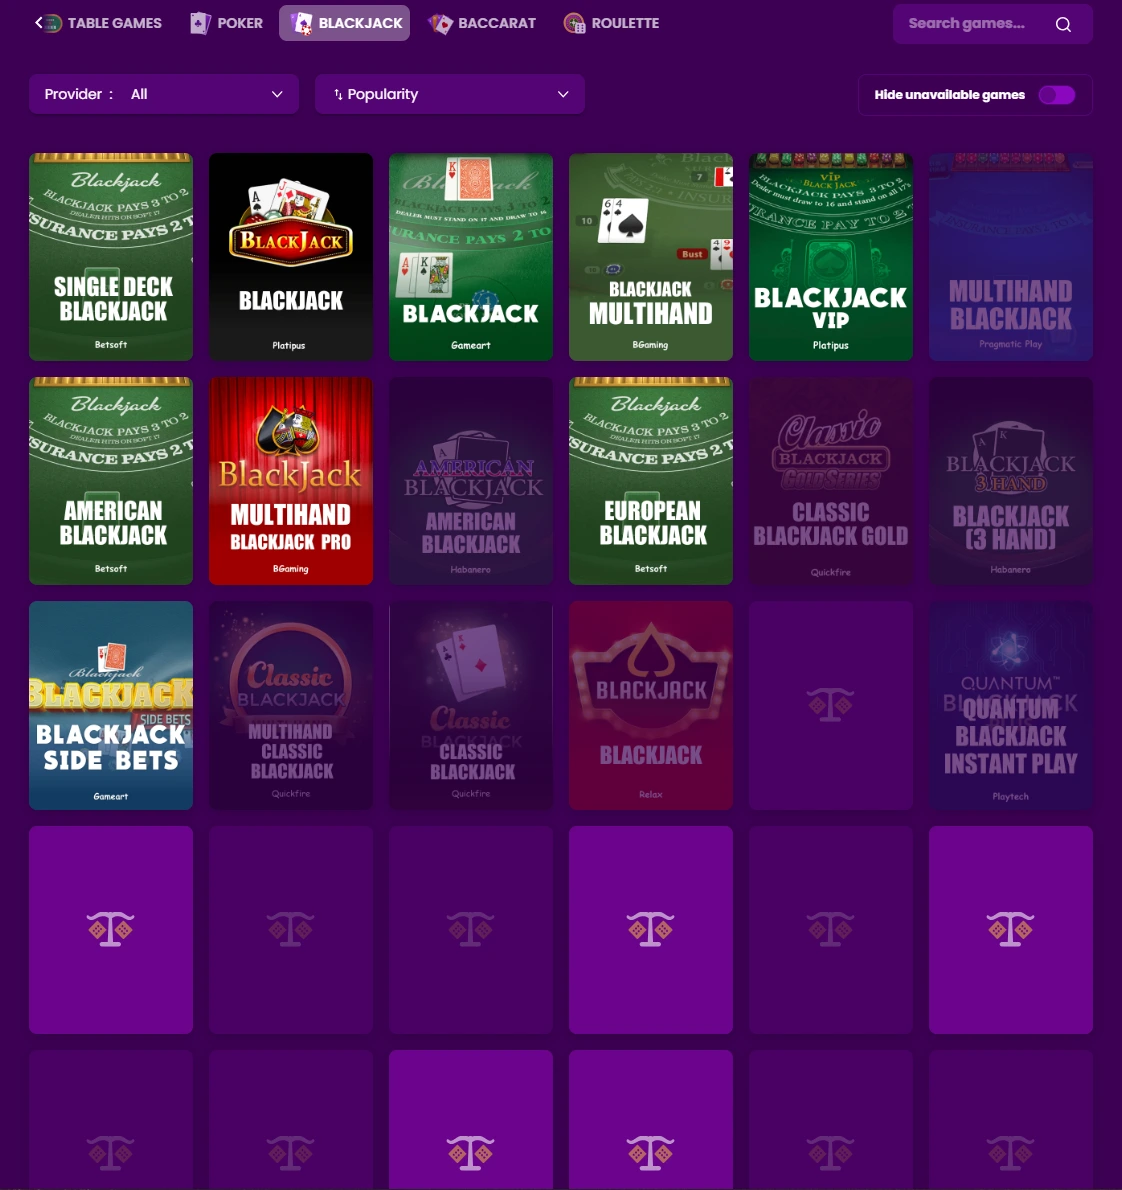 TABLE GAMES
POKER
BLACKJACK
BACCARAT
ROULETTE
Search games...
Provider :
All
Popularity
Hide unavailable games
Blackjack
BLACKJACK PAYS 3 TO 2
DEALER HITS ON SOFT 17
SURANCE PAYS 2 T
SINGLE DECK
BLACKJACK
Betsoft
BLACKJACK
BLACKJACK
Platipus
BLACKJACK PAYS 3 TO 2
DEALER MUST STAND ON 17 AND DRAW TO 16
URANCE PAYS 2 TO
BLACKJACK
Gameart
7
10
Bust
BLACKJACK
MULTIHAND
BGaming
VIP
BLACK JACK
BLACKJACK PAYS 3 TO 2
Dealer must draw to 16 and stand on all 17's
RANCE PAY TO 2
BLACKJACK
VIP
Platipus
MULTIHAND
BLACKJACK
Pragmatic Play
Blackjack
BLACKJACK PAYS 3 TO 2
DEALER HITS ON SOFT 17
SURANCE PAYS 2 T
AMERICAN
BLACKJACK
Betsoft
BLACKJACK
MULTIHAND
BLACKJACK PRO
BGaming
AMERICAN
BLACKJACK
AMERICAN
BLACKJACK
Habanero
Blackjack
BLACKJACK PAYS 3 TO 2
DEALER HITS ON SOFT 17
SURANCE PAYS 2 T
EUROPEAN
BLACKJACK
Betsoft
Classic
BLACKJACK
GOLD SERIES
CLASSIC
BLACKJACK GOLD
Quickfire
BLACKJACK
3 HAND
BLACKJACK
(3 HAND)
Habanero
Blackjack
BLACKJACK
SIDE BETS
BLACKJACK
SIDE BETS
Gameart
Classic
BLACKJACK
MULTIHAND
CLASSIC
BLACKJACK
Quickfire
Classic
BLACKJACK
CLASSIC
BLACKJACK
Quickfire
BLACKJACK
BLACKJACK
Relax
QUANTUM™
BLACKJACK
QUANTUM
BLACKJACK
INSTANT PLAY
Playtech